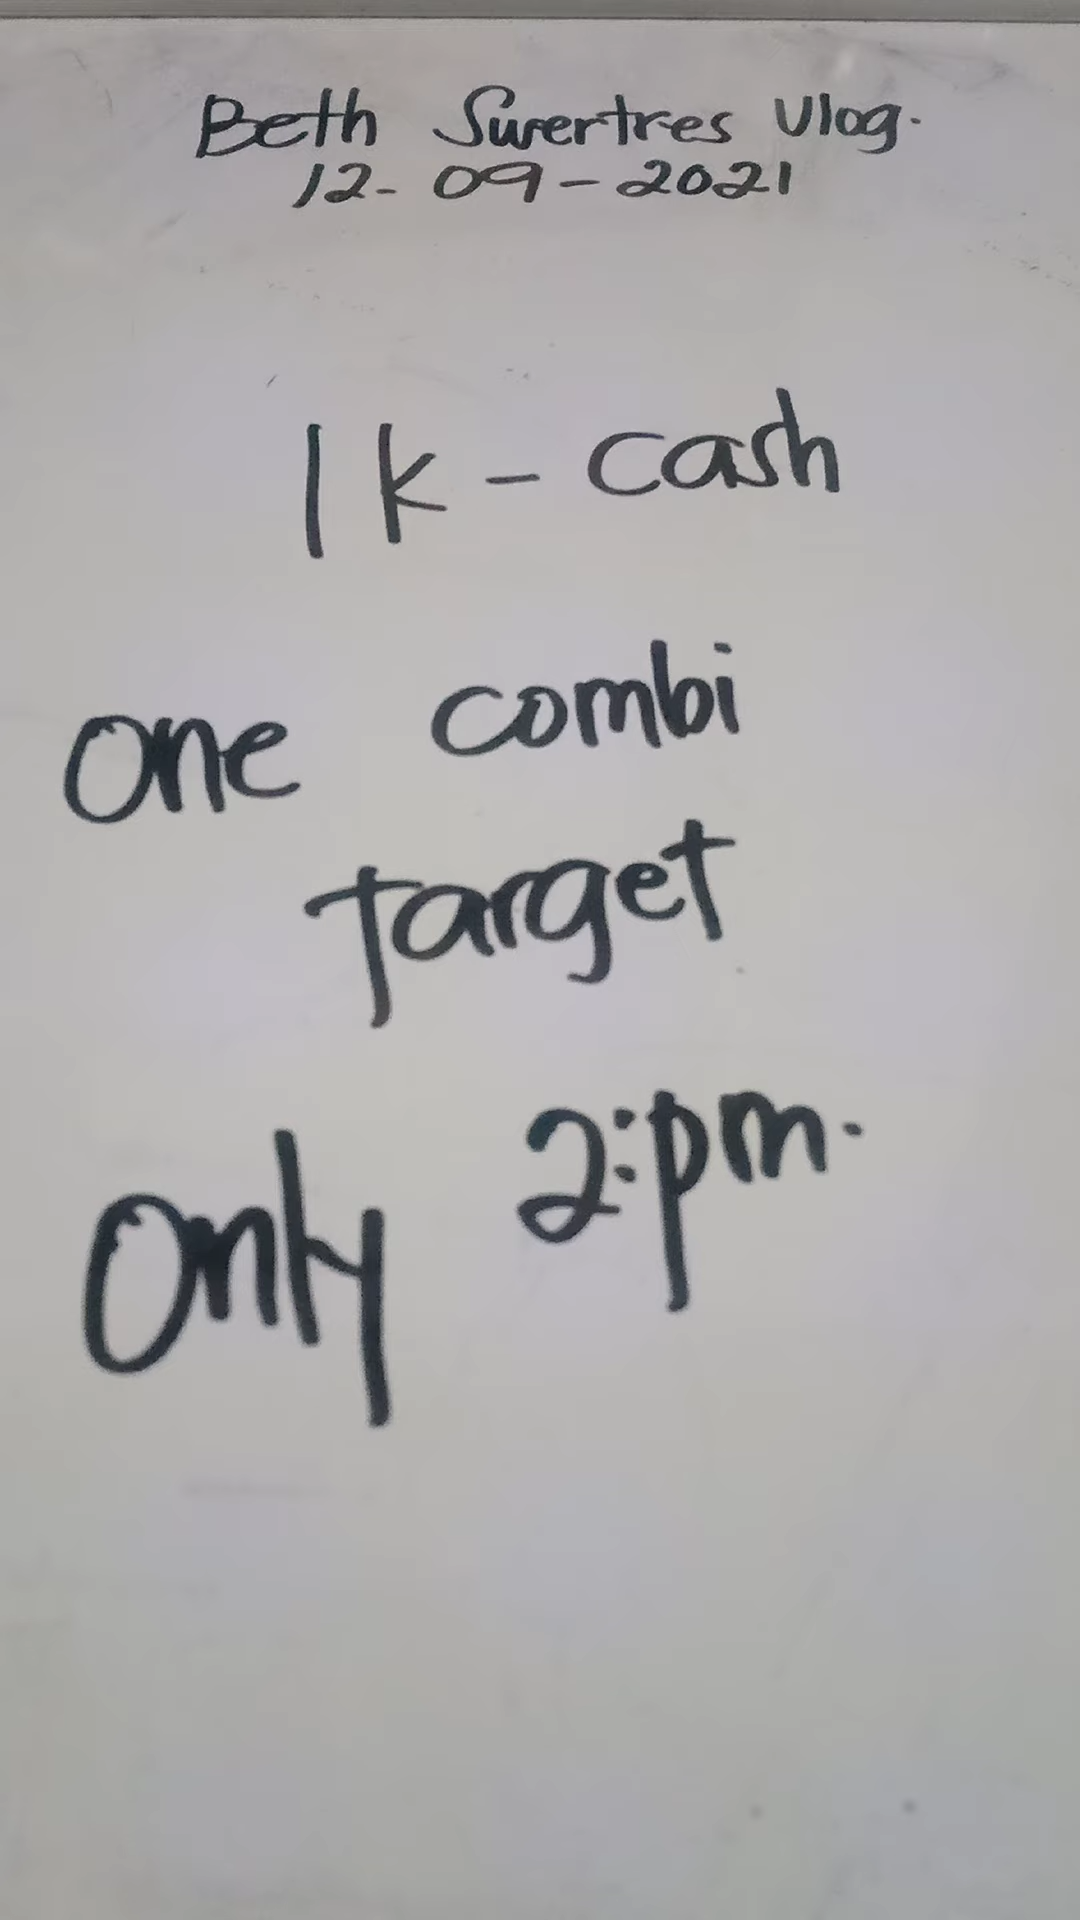 Beth Swertres Vlog.
12-09-2021
1k - cash
one combi
target
only 2:pm.